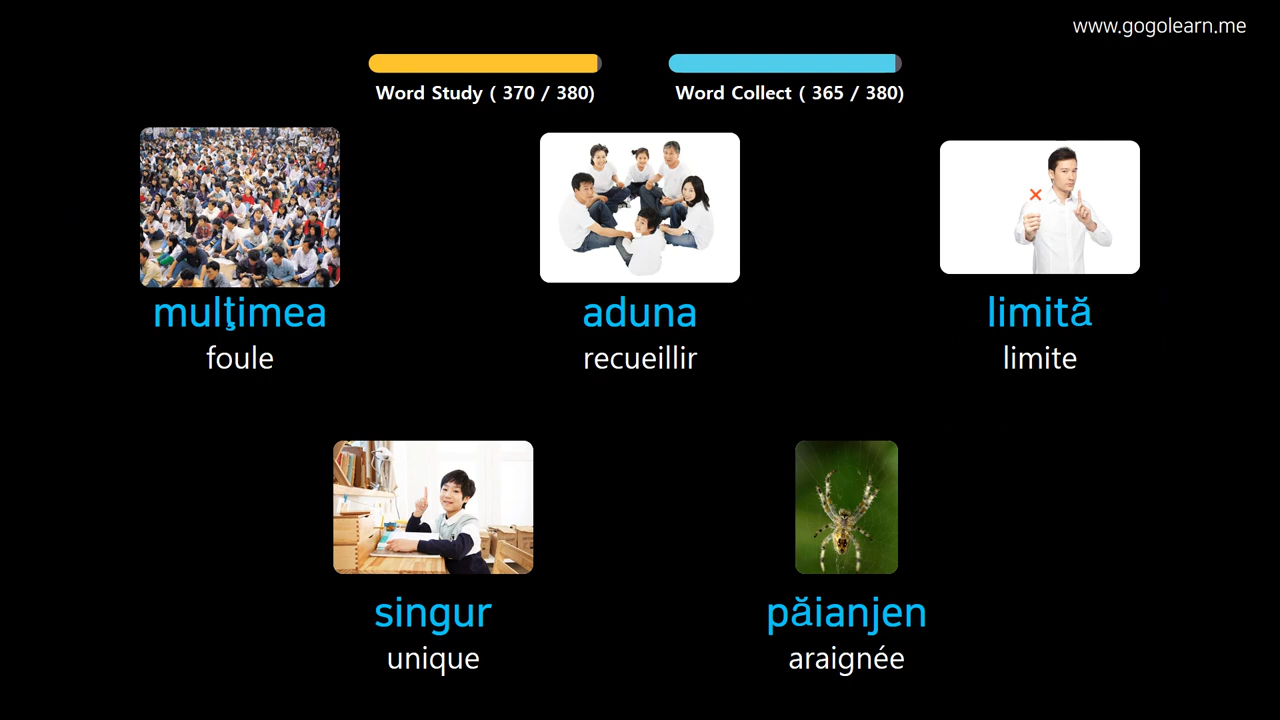 www.gogolearn.me
Word Study ( 370 / 380)
Word Collect ( 365 / 380)
mulţimea
foule
aduna
recueillir
limită
limite
singur
unique
păianjen
araignée